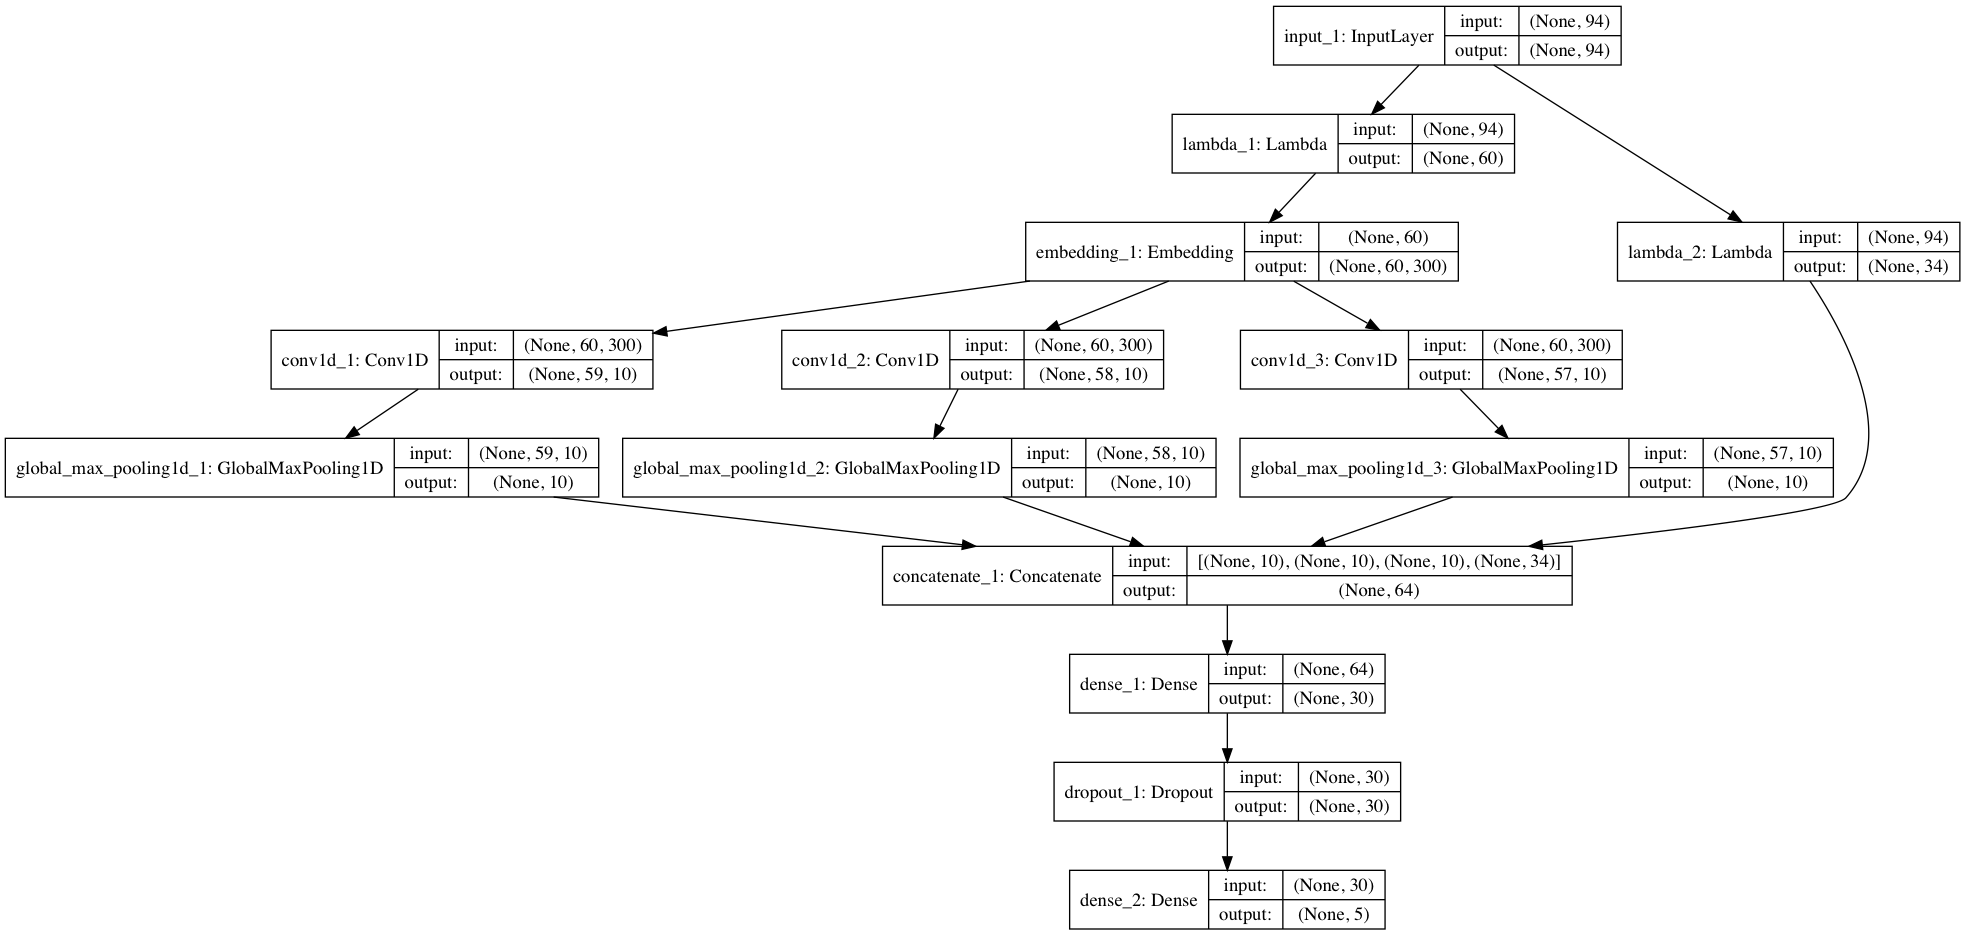 input_1: InputLayer
input: (None, 94)
output: (None, 94)
lambda_1: Lambda
input: (None, 94)
output: (None, 60)
embedding_1: Embedding
input: (None, 60)
output: (None, 60, 300)
lambda_2: Lambda
input: (None, 94)
output: (None, 34)
conv1d_1: Conv1D
input: (None, 60, 300)
output: (None, 59, 10)
conv1d_2: Conv1D
input: (None, 60, 300)
output: (None, 58, 10)
conv1d_3: Conv1D
input: (None, 60, 300)
output: (None, 57, 10)
global_max_pooling1d_1: GlobalMaxPooling1D
input: (None, 59, 10)
output: (None, 10)
global_max_pooling1d_2: GlobalMaxPooling1D
input: (None, 58, 10)
output: (None, 10)
global_max_pooling1d_3: GlobalMaxPooling1D
input: (None, 57, 10)
output: (None, 10)
concatenate_1: Concatenate
input: [(None, 10), (None, 10), (None, 10), (None, 34)]
output: (None, 64)
dense_1: Dense
input: (None, 64)
output: (None, 30)
dropout_1: Dropout
input: (None, 30)
output: (None, 30)
dense_2: Dense
input: (None, 30)
output: (None, 5)